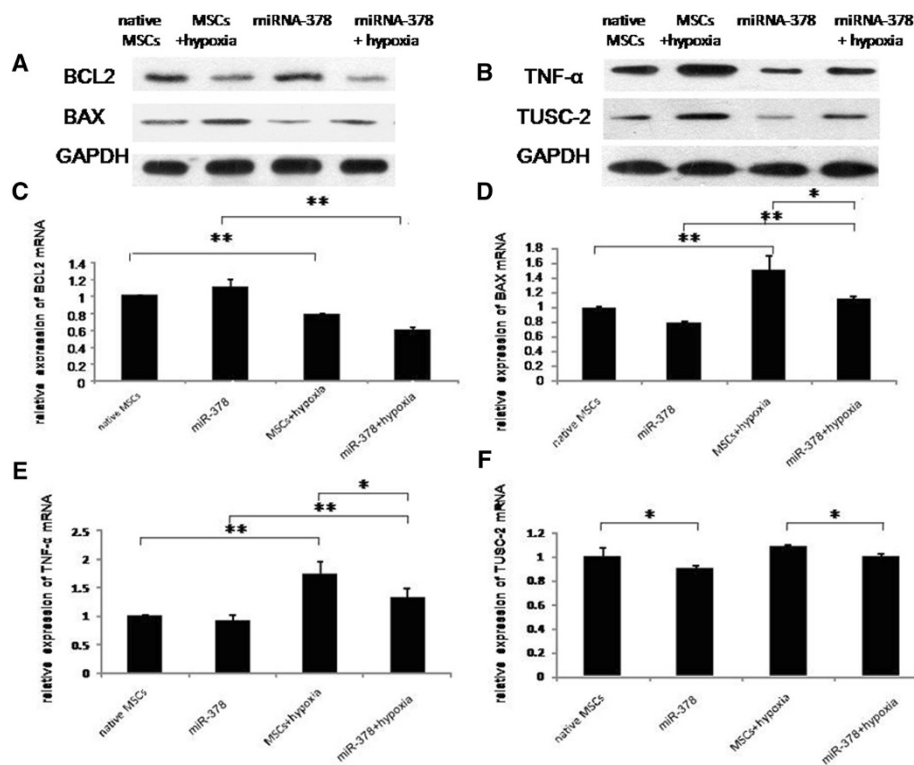 native MSCs miRNA-378 miRNA-378
MSCs +hypoxia + hypoxia
native MSCs miRNA-378 miRNA-378
MSCs +hypoxia + hypoxia
A
BCL2
BAX
GAPDH
B
TNF-α
TUSC-2
GAPDH
C
**
**
relative expression of BCL2 mRNA
1.4
1.2
1
0.8
0.6
0.4
0.2
0
native MSCs
miR-378
MSCs+hypoxia
miR-378+hypoxia
D
*
**
**
relative expression of BAX mRNA
1.8
1.6
1.4
1.2
1
0.8
0.6
0.4
0.2
0
native MSCs
miR-378
MSCs+hypoxia
miR-378+hypoxia
E
*
**
**
relative expression of TNF-α mRNA
2.5
2
1.5
1
0.5
0
native MSCs
miR-378
MSCs+hypoxia
miR-378+hypoxia
F
*
*
relative expression of TUSC-2 mRNA
1.2
1
0.8
0.6
0.4
0.2
0
native MSCs
miR-378
MSCs+hypoxia
miR-378+hypoxia